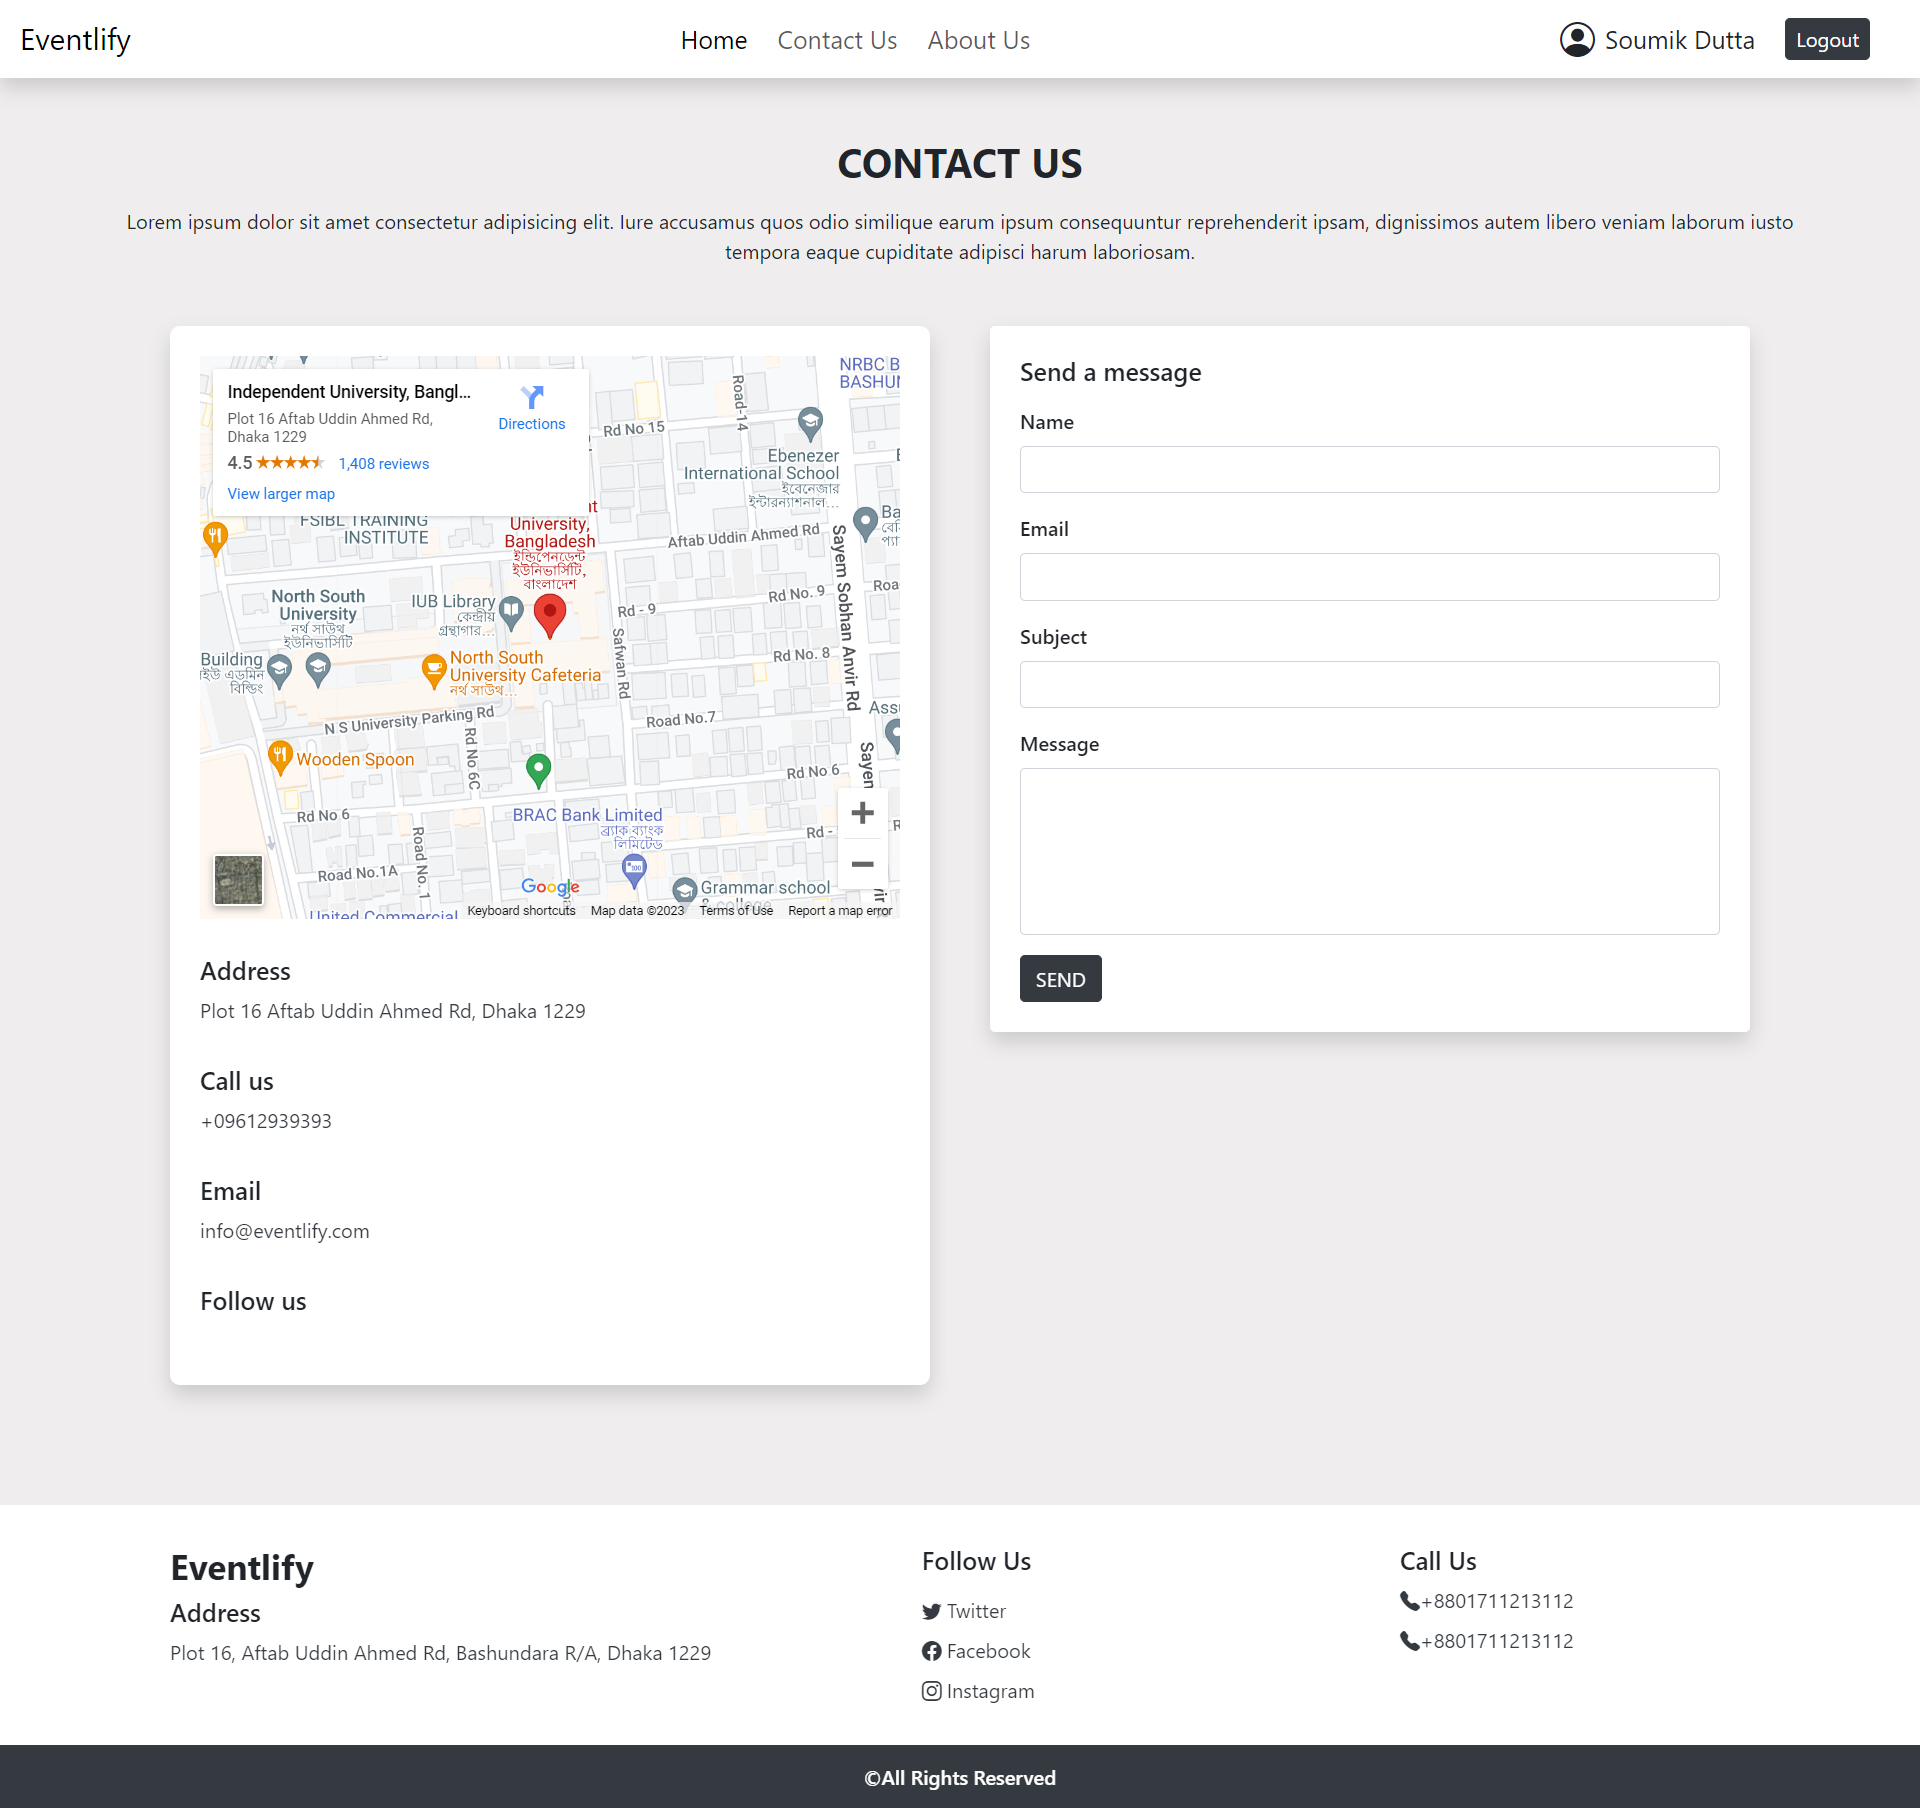 Eventlify
Home
Contact Us
About Us
Soumik Dutta
Logout
CONTACT US
Lorem ipsum dolor sit amet consectetur adipisicing elit. Iure accusamus quos odio similique earum ipsum consequuntur reprehenderit ipsam, dignissimos autem libero veniam laborum iusto
tempora eaque cupiditate adipisci harum laboriosam.
Independent University, Bangl...
Plot 16 Aftab Uddin Ahmed Rd,
Dhaka 1229
4.5
1,408 reviews
View larger map
Directions
NRBC B
BASHUN
Road-14
Rd No 15
Ebenezer
International School
ইবেনেজার
ইন্টারন্যাশনাল...
FSIBL TRAINING
INSTITUTE
University,
Bangladesh
ইন্ডিপেনডেন্ট
ইউনিভার্সিটি,
বাংলাদেশ
Aftab Uddin Ahmed Rd
Sayem Sobhan Anvir Rd
North South
University
নর্থ সাউথ
ইউনিভার্সিটি
IUB Library
কেন্দ্রীয়
গ্রন্থাগার...
Rd - 9
Rd No. 9
Safwan Rd
Building
বিল্ডিং
North South
University Cafeteria
নর্থ সাউথ...
Rd No. 8
N S University Parking Rd
Road No.7
Rd No 6C
Wooden Spoon
Rd No 6
Rd No 6
BRAC Bank Limited
ব্র্যাক ব্যাংক
লিমিটেড
Road No.1A
Road No. 1
Google
Grammar school
& college
United Commercial
Keyboard shortcuts
Map data ©2023
Terms of Use
Report a map error
Address
Plot 16 Aftab Uddin Ahmed Rd, Dhaka 1229
Call us
+09612939393
Email
info@eventlify.com
Follow us
Send a message
Name
Email
Subject
Message
SEND
Eventlify
Address
Plot 16, Aftab Uddin Ahmed Rd, Bashundara R/A, Dhaka 1229
Follow Us
Twitter
Facebook
Instagram
Call Us
+8801711213112
+8801711213112
©All Rights Reserved